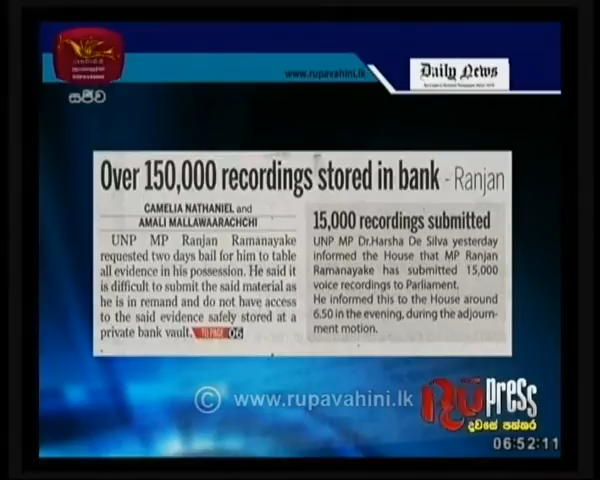 RUPAVAHINI
සජීව
www.rupavahini.lk
Daily News
Over 150,000 recordings stored in bank - Ranjan
CAMELIA NATHANIEL and
AMALI MALLAWAARACHCHI
UNP MP Ranjan Ramanayake
requested two days bail for him to table
all evidence in his possession. He said it
is difficult to submit the said material as
he is in remand and do not have access
to the said evidence safely stored at a
private bank vault. TO PAGE 06
15,000 recordings submitted
UNP MP Dr.Harsha De Silva yesterday
informed the House that MP Ranjan
Ramanayake has submitted 15,000
voice recordings to Parliament.
He informed this to the House around
6.50 in the evening, during the adjourn-
ment motion.
© www.rupavahini.lk
රූ PRess
දවසේ පත්තර
06:52:11